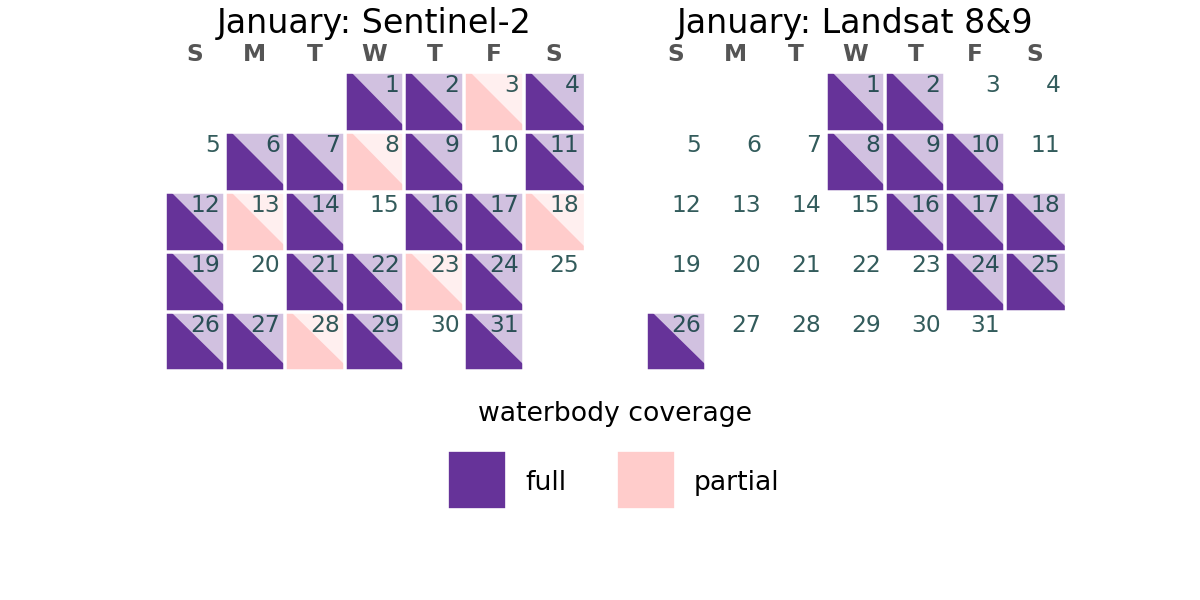 January: Sentinel-2
S M T W T F S
1 2 3 4
5 6 7 8 9 10 11
12 13 14 15 16 17 18
19 20 21 22 23 24 25
26 27 28 29 30 31
January: Landsat 8&9
S M T W T F S
1 2 3 4
5 6 7 8 9 10 11
12 13 14 15 16 17 18
19 20 21 22 23 24 25
26 27 28 29 30 31
waterbody coverage
full partial